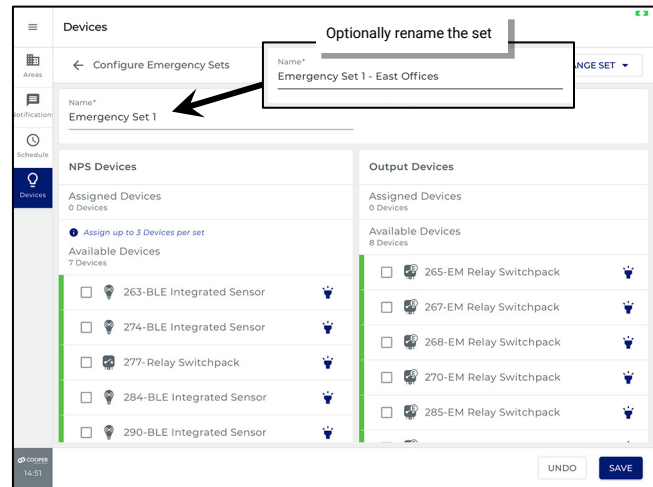 Devices
Optionally rename the set
Areas
Configure Emergency Sets
Name*
Emergency Set 1 - East Offices
NGE SET
Notifications
Name*
Emergency Set 1
Schedule
Devices
NPS Devices
Assigned Devices
0 Devices
Assign up to 3 Devices per set
Available Devices
7 Devices
263-BLE Integrated Sensor
274-BLE Integrated Sensor
277-Relay Switchpack
284-BLE Integrated Sensor
290-BLE Integrated Sensor
Output Devices
Assigned Devices
0 Devices
Available Devices
8 Devices
265-EM Relay Switchpack
267-EM Relay Switchpack
268-EM Relay Switchpack
270-EM Relay Switchpack
285-EM Relay Switchpack
COOPER
14:51
UNDO
SAVE